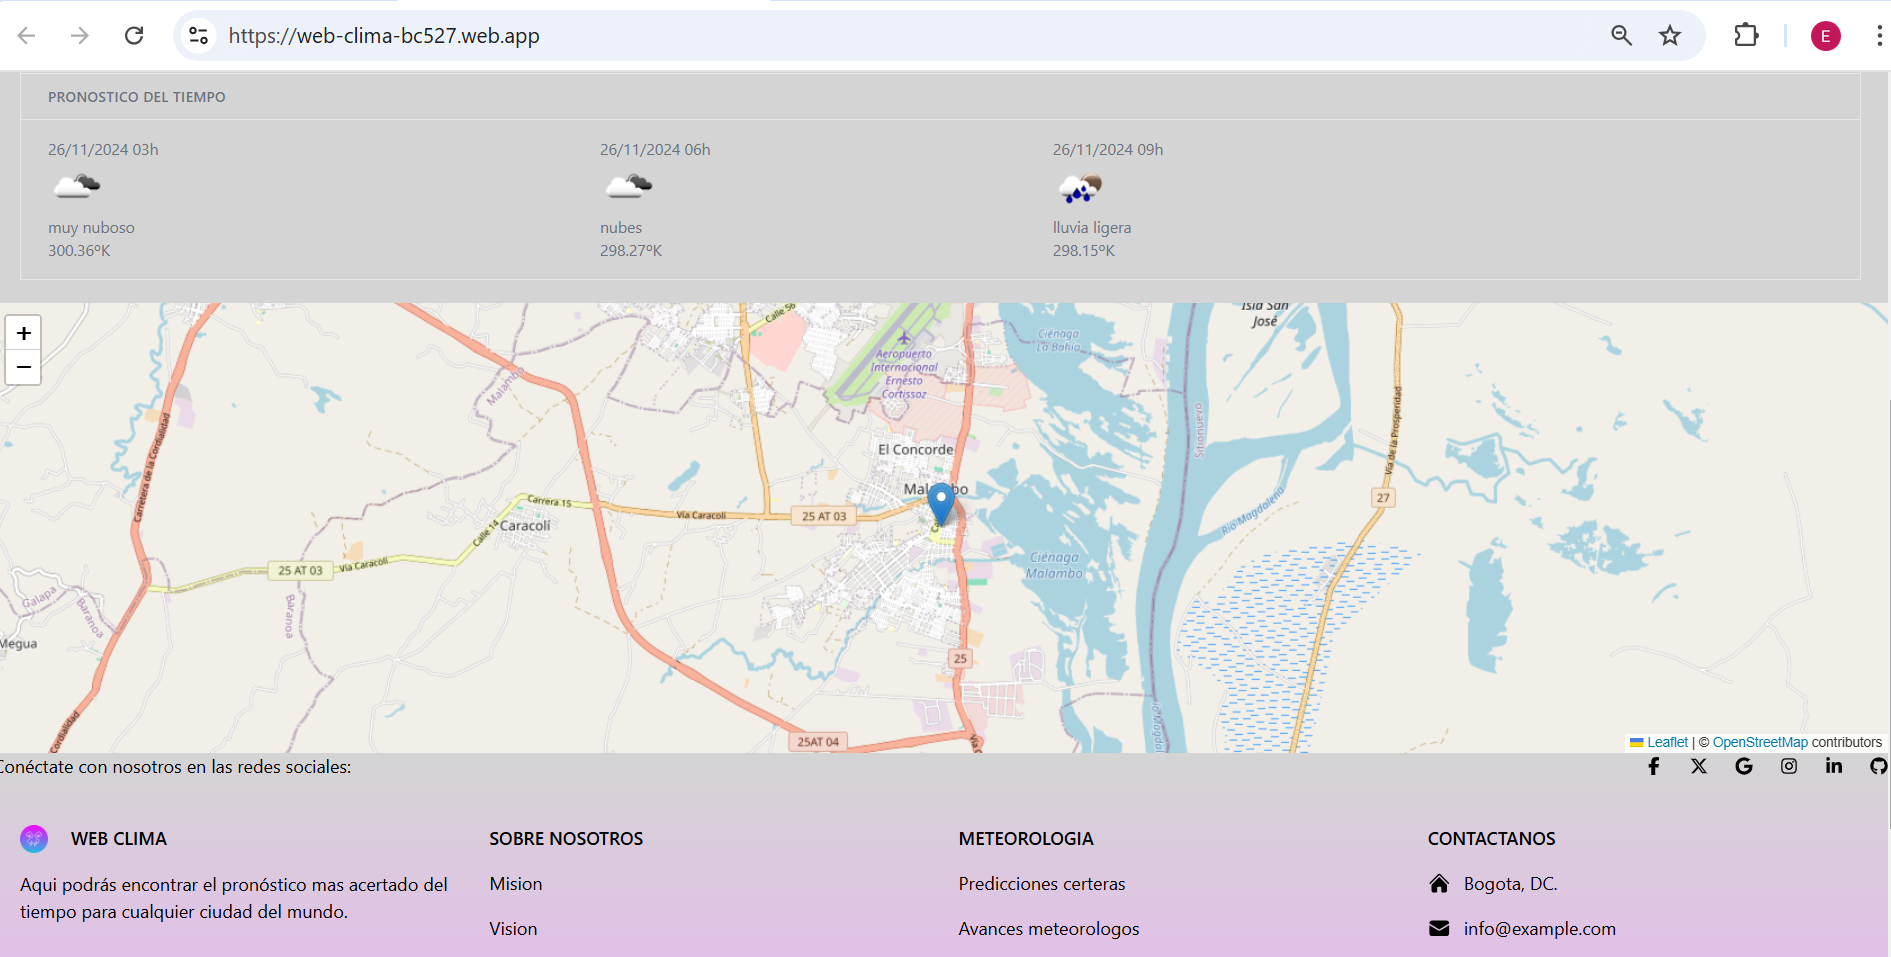 https://web-clima-bc527.web.app
E
PRONOSTICO DEL TIEMPO
26/11/2024 03h
26/11/2024 06h
26/11/2024 09h
muy nuboso
nubes
lluvia ligera
300.36ºK
298.27ºK
298.15ºK
+
−
Calle 56
Isla San
José
Ciénaga
La Bahia
Aeropuerto
Internacional
Ernesto
Cortissoz
Malambo
Carretera de la Cordialidad
Sitionuevo
Vía de la Prosperidad
El Concorde
Malambo
27
Carrera 15
Vía Caracolí
25 AT 03
Calle 14
Caracolí
Río Magdalena
25 AT 03
Vía Caracolí
Ciénaga
Malambo
Galapa
Baranoa
Baranoa
Megua
25
Cordialidad
25AT 04
Leaflet | © OpenStreetMap contributors
Conéctate con nosotros en las redes sociales:
WEB CLIMA
SOBRE NOSOTROS
METEOROLOGIA
CONTACTANOS
Aqui podrás encontrar el pronóstico mas acertado del
tiempo para cualquier ciudad del mundo.
Mision
Vision
Predicciones certeras
Avances meteorologos
Bogota, DC.
info@example.com